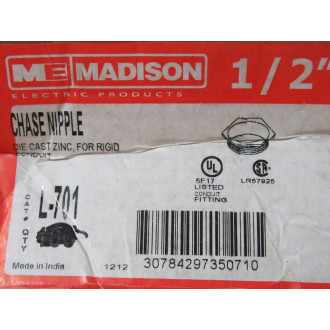 ME MADISON
ELECTRIC PRODUCTS
1/2"
CHASE NIPPLE
DIE CAST ZINC, FOR RIGID
CONDUIT
UL
SA
5F17
LISTED
CONDUIT
FITTING
LR57925
CAT# L-701
QTY
Made in India
1212
30784297350710